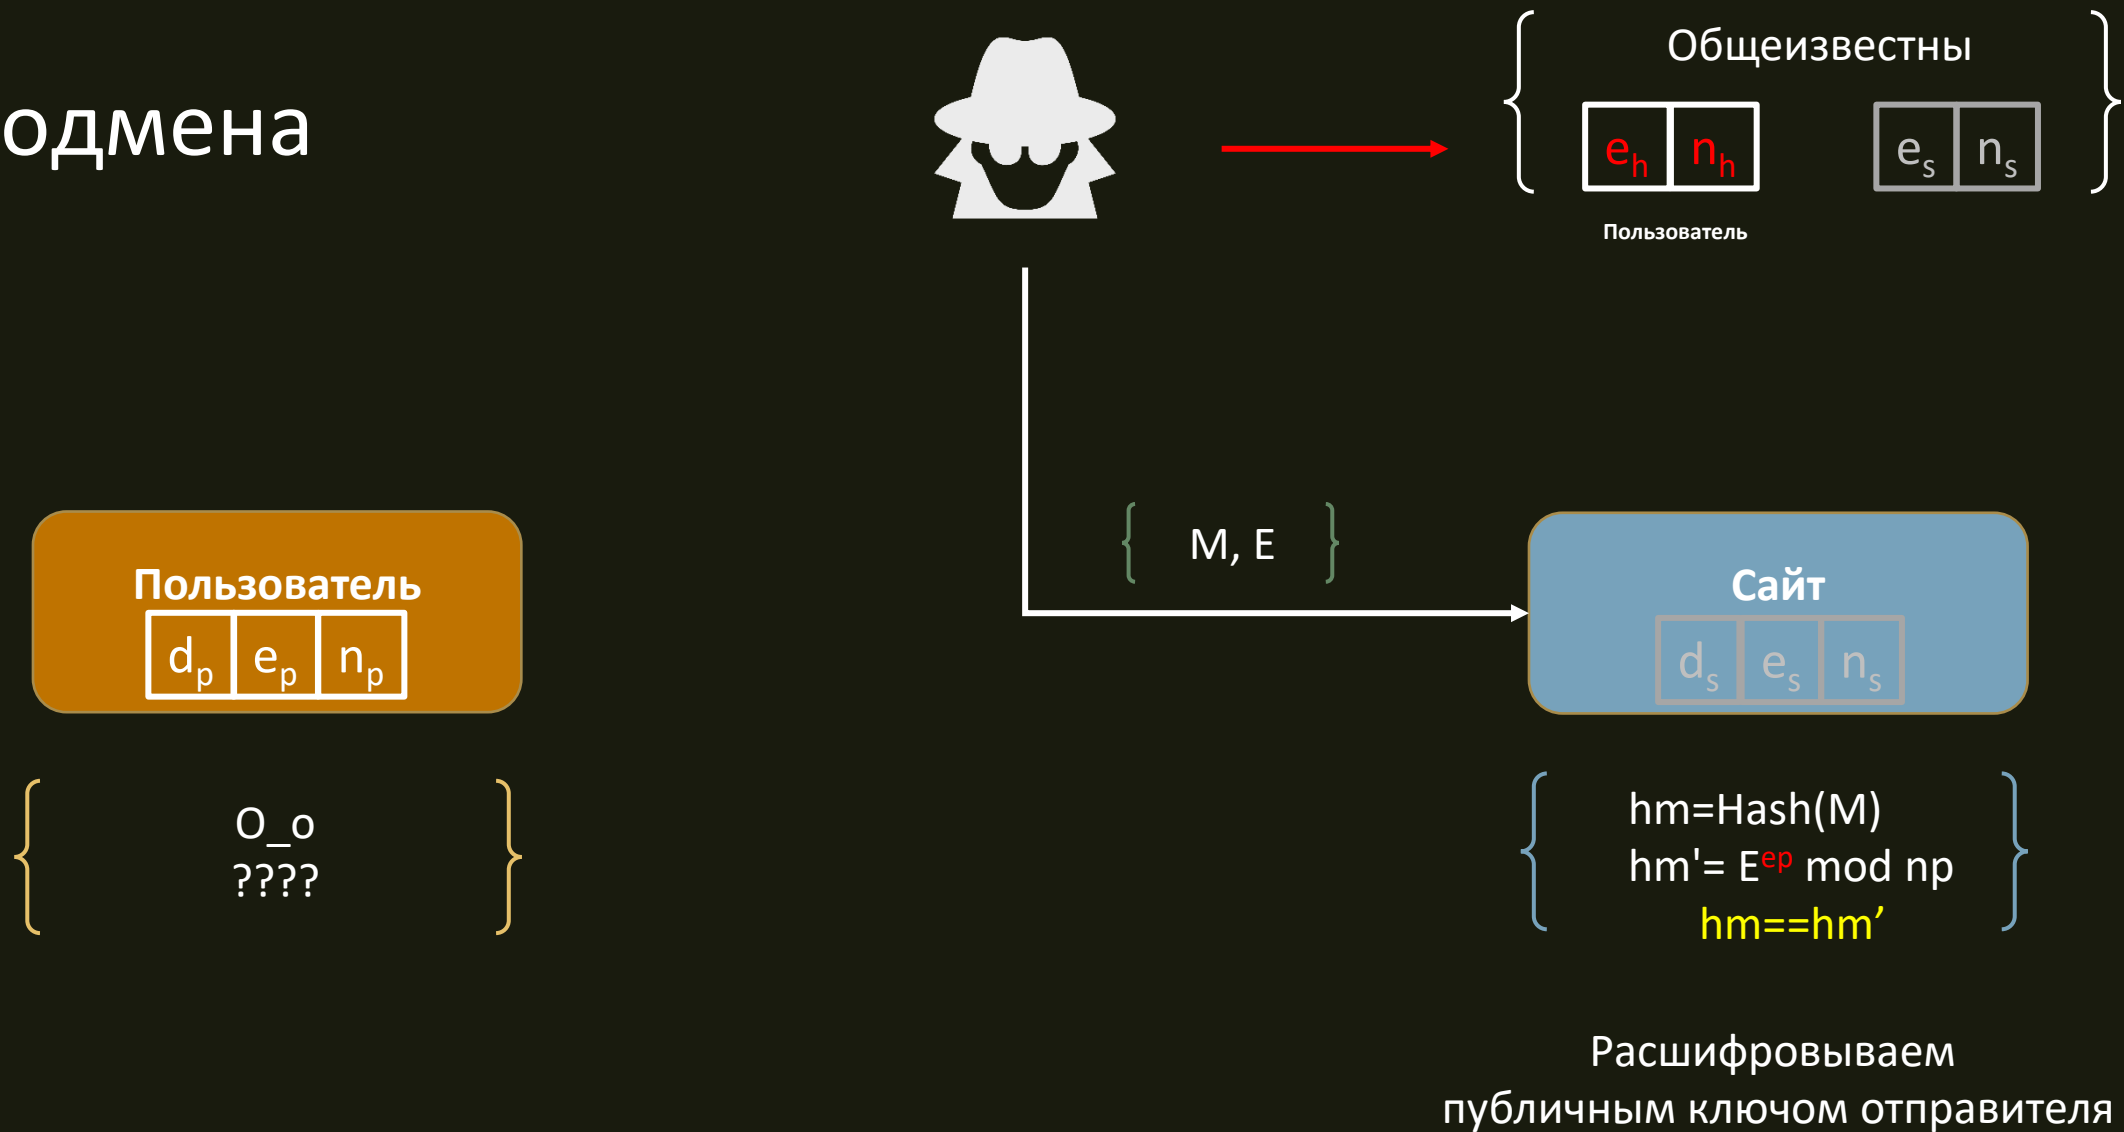 одмена
Общеизвестны
eh nh es ns
Пользователь
M, E
Пользователь
dp ep np
Сайт
ds es ns
O_o
????
hm=Hash(M)
hm'= Eep mod np
hm==hm’
Расшифровываем
публичным ключом отправителя